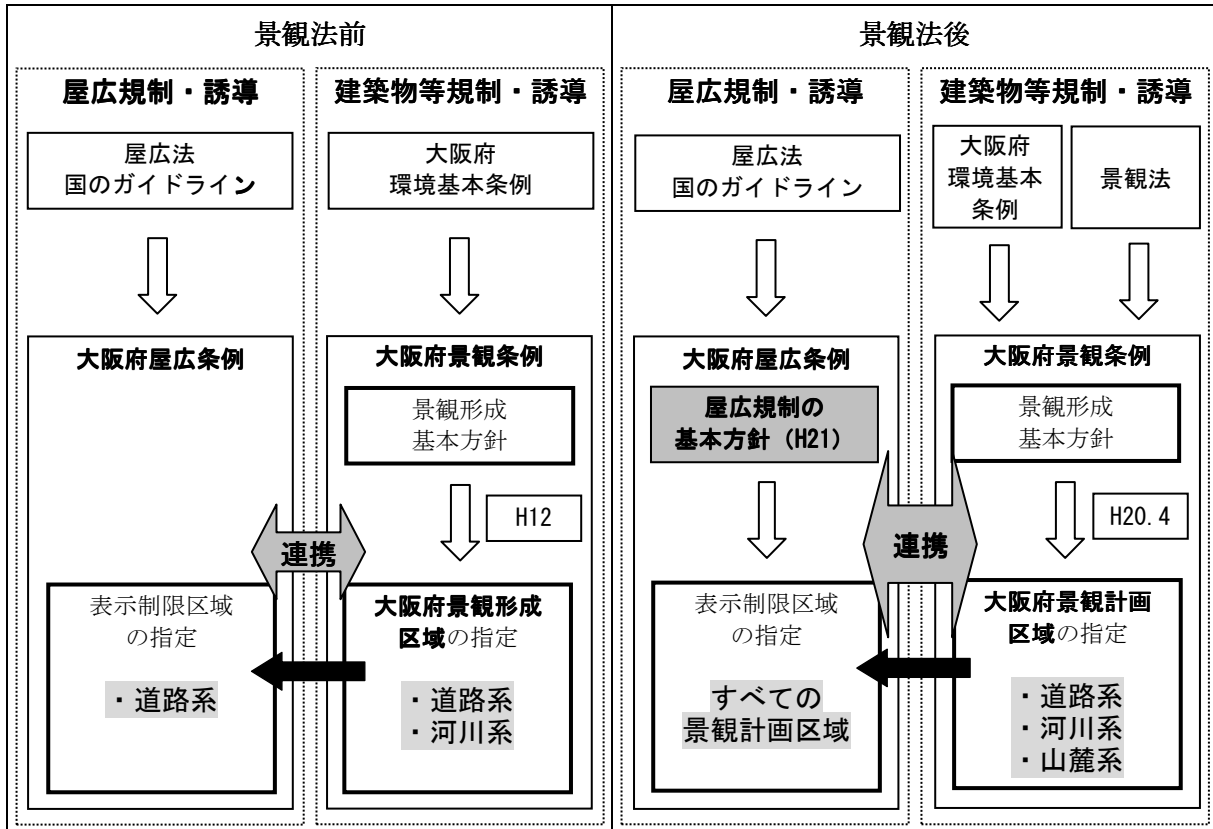 景観法前
屋広規制・誘導
屋広法
国のガイドライン
大阪府屋広条例
表示制限区域
の指定
・道路系
建築物等規制・誘導
大阪府
環境基本条例
大阪府景観条例
景観形成
基本方針
H12
連携
大阪府景観形成
区域の指定
・道路系
・河川系
景観法後
屋広規制・誘導
屋広法
国のガイドライン
大阪府屋広条例
屋広規制の
基本方針（H21）
表示制限区域
の指定
すべての
景観計画区域
建築物等規制・誘導
大阪府
環境基本
条例
景観法
大阪府景観条例
景観形成
基本方針
H20.4
連携
大阪府景観計画
区域の指定
・道路系
・河川系
・山麓系